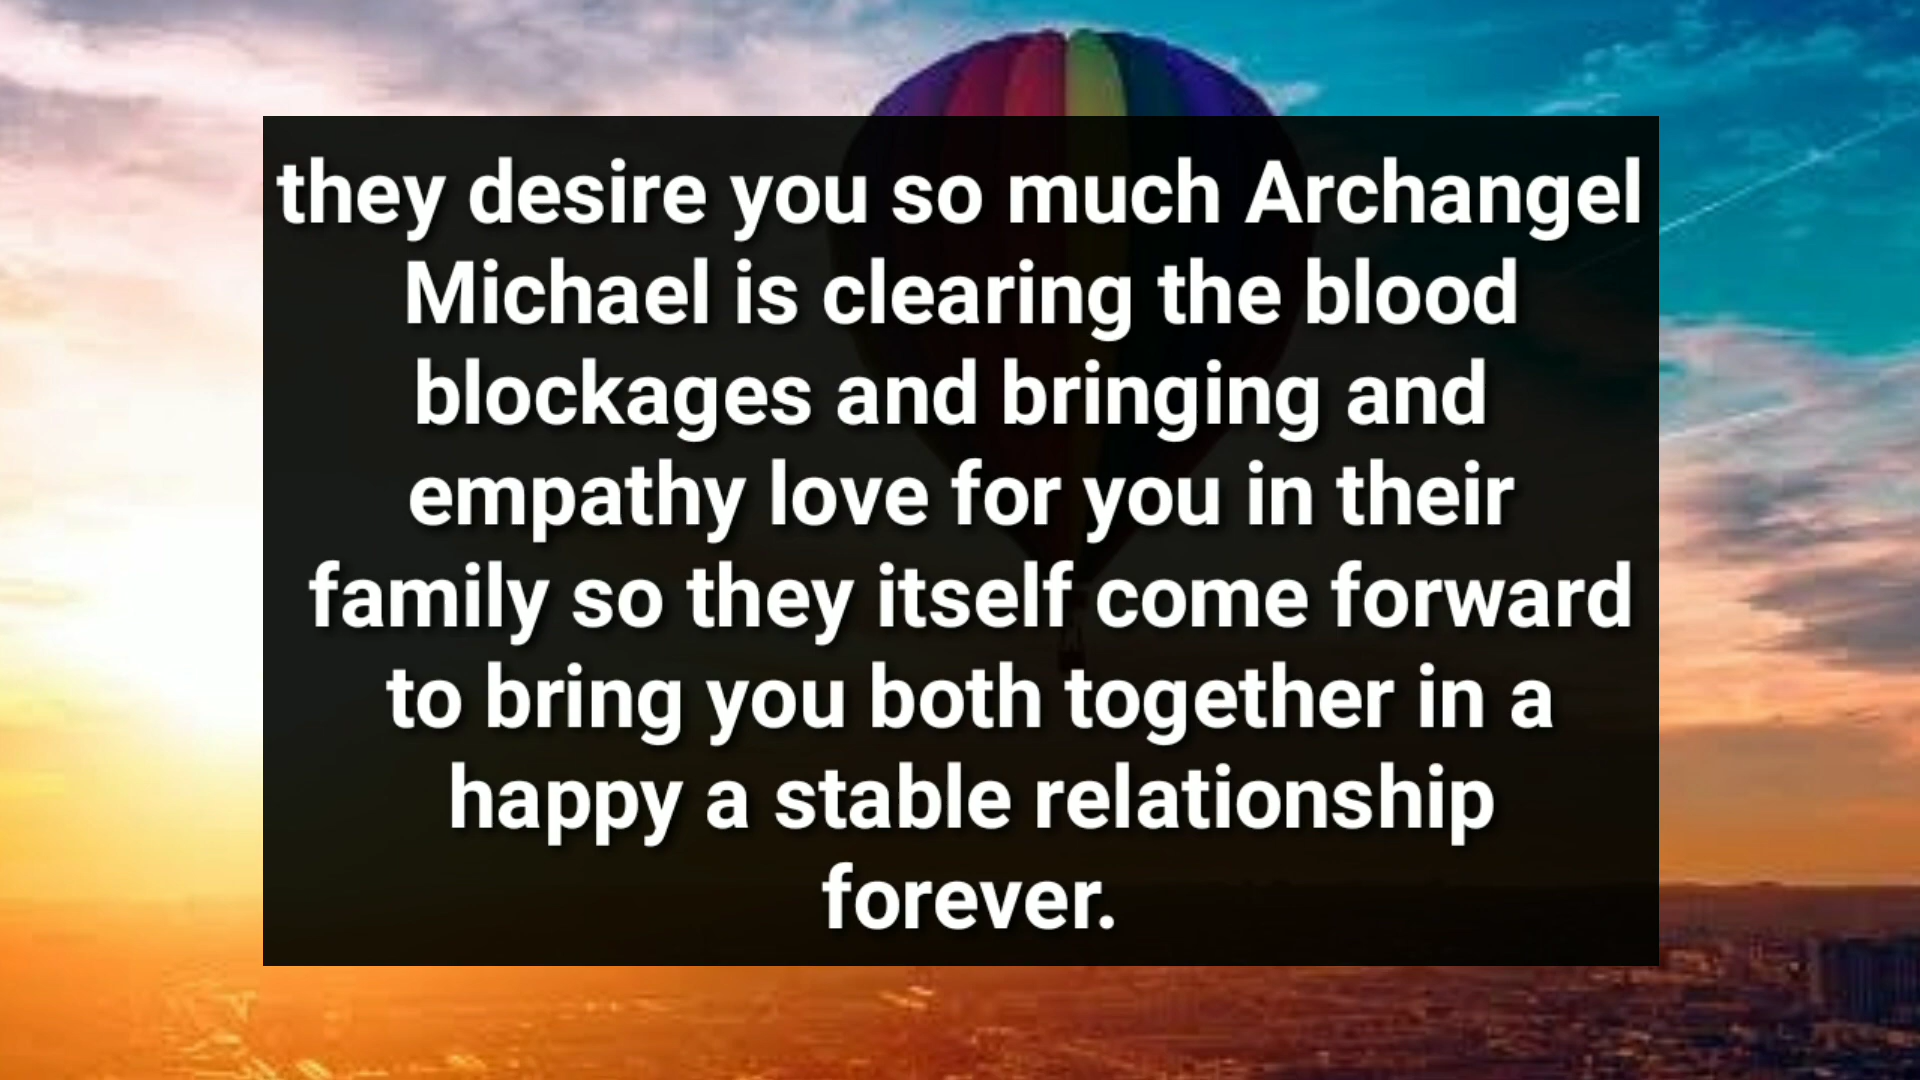 they desire you so much Archangel
Michael is clearing the blood
blockages and bringing and
empathy love for you in their
family so they itself come forward
to bring you both together in a
happy a stable relationship
forever.